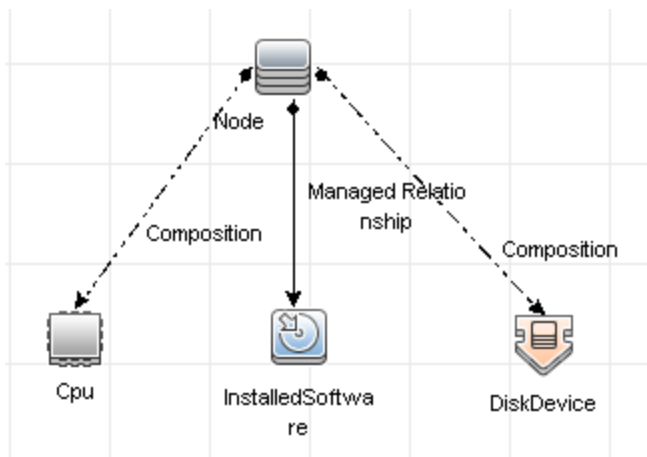 Node
Managed Relatio
nship
Composition
Composition
Cpu
InstalledSoftwa
re
DiskDevice